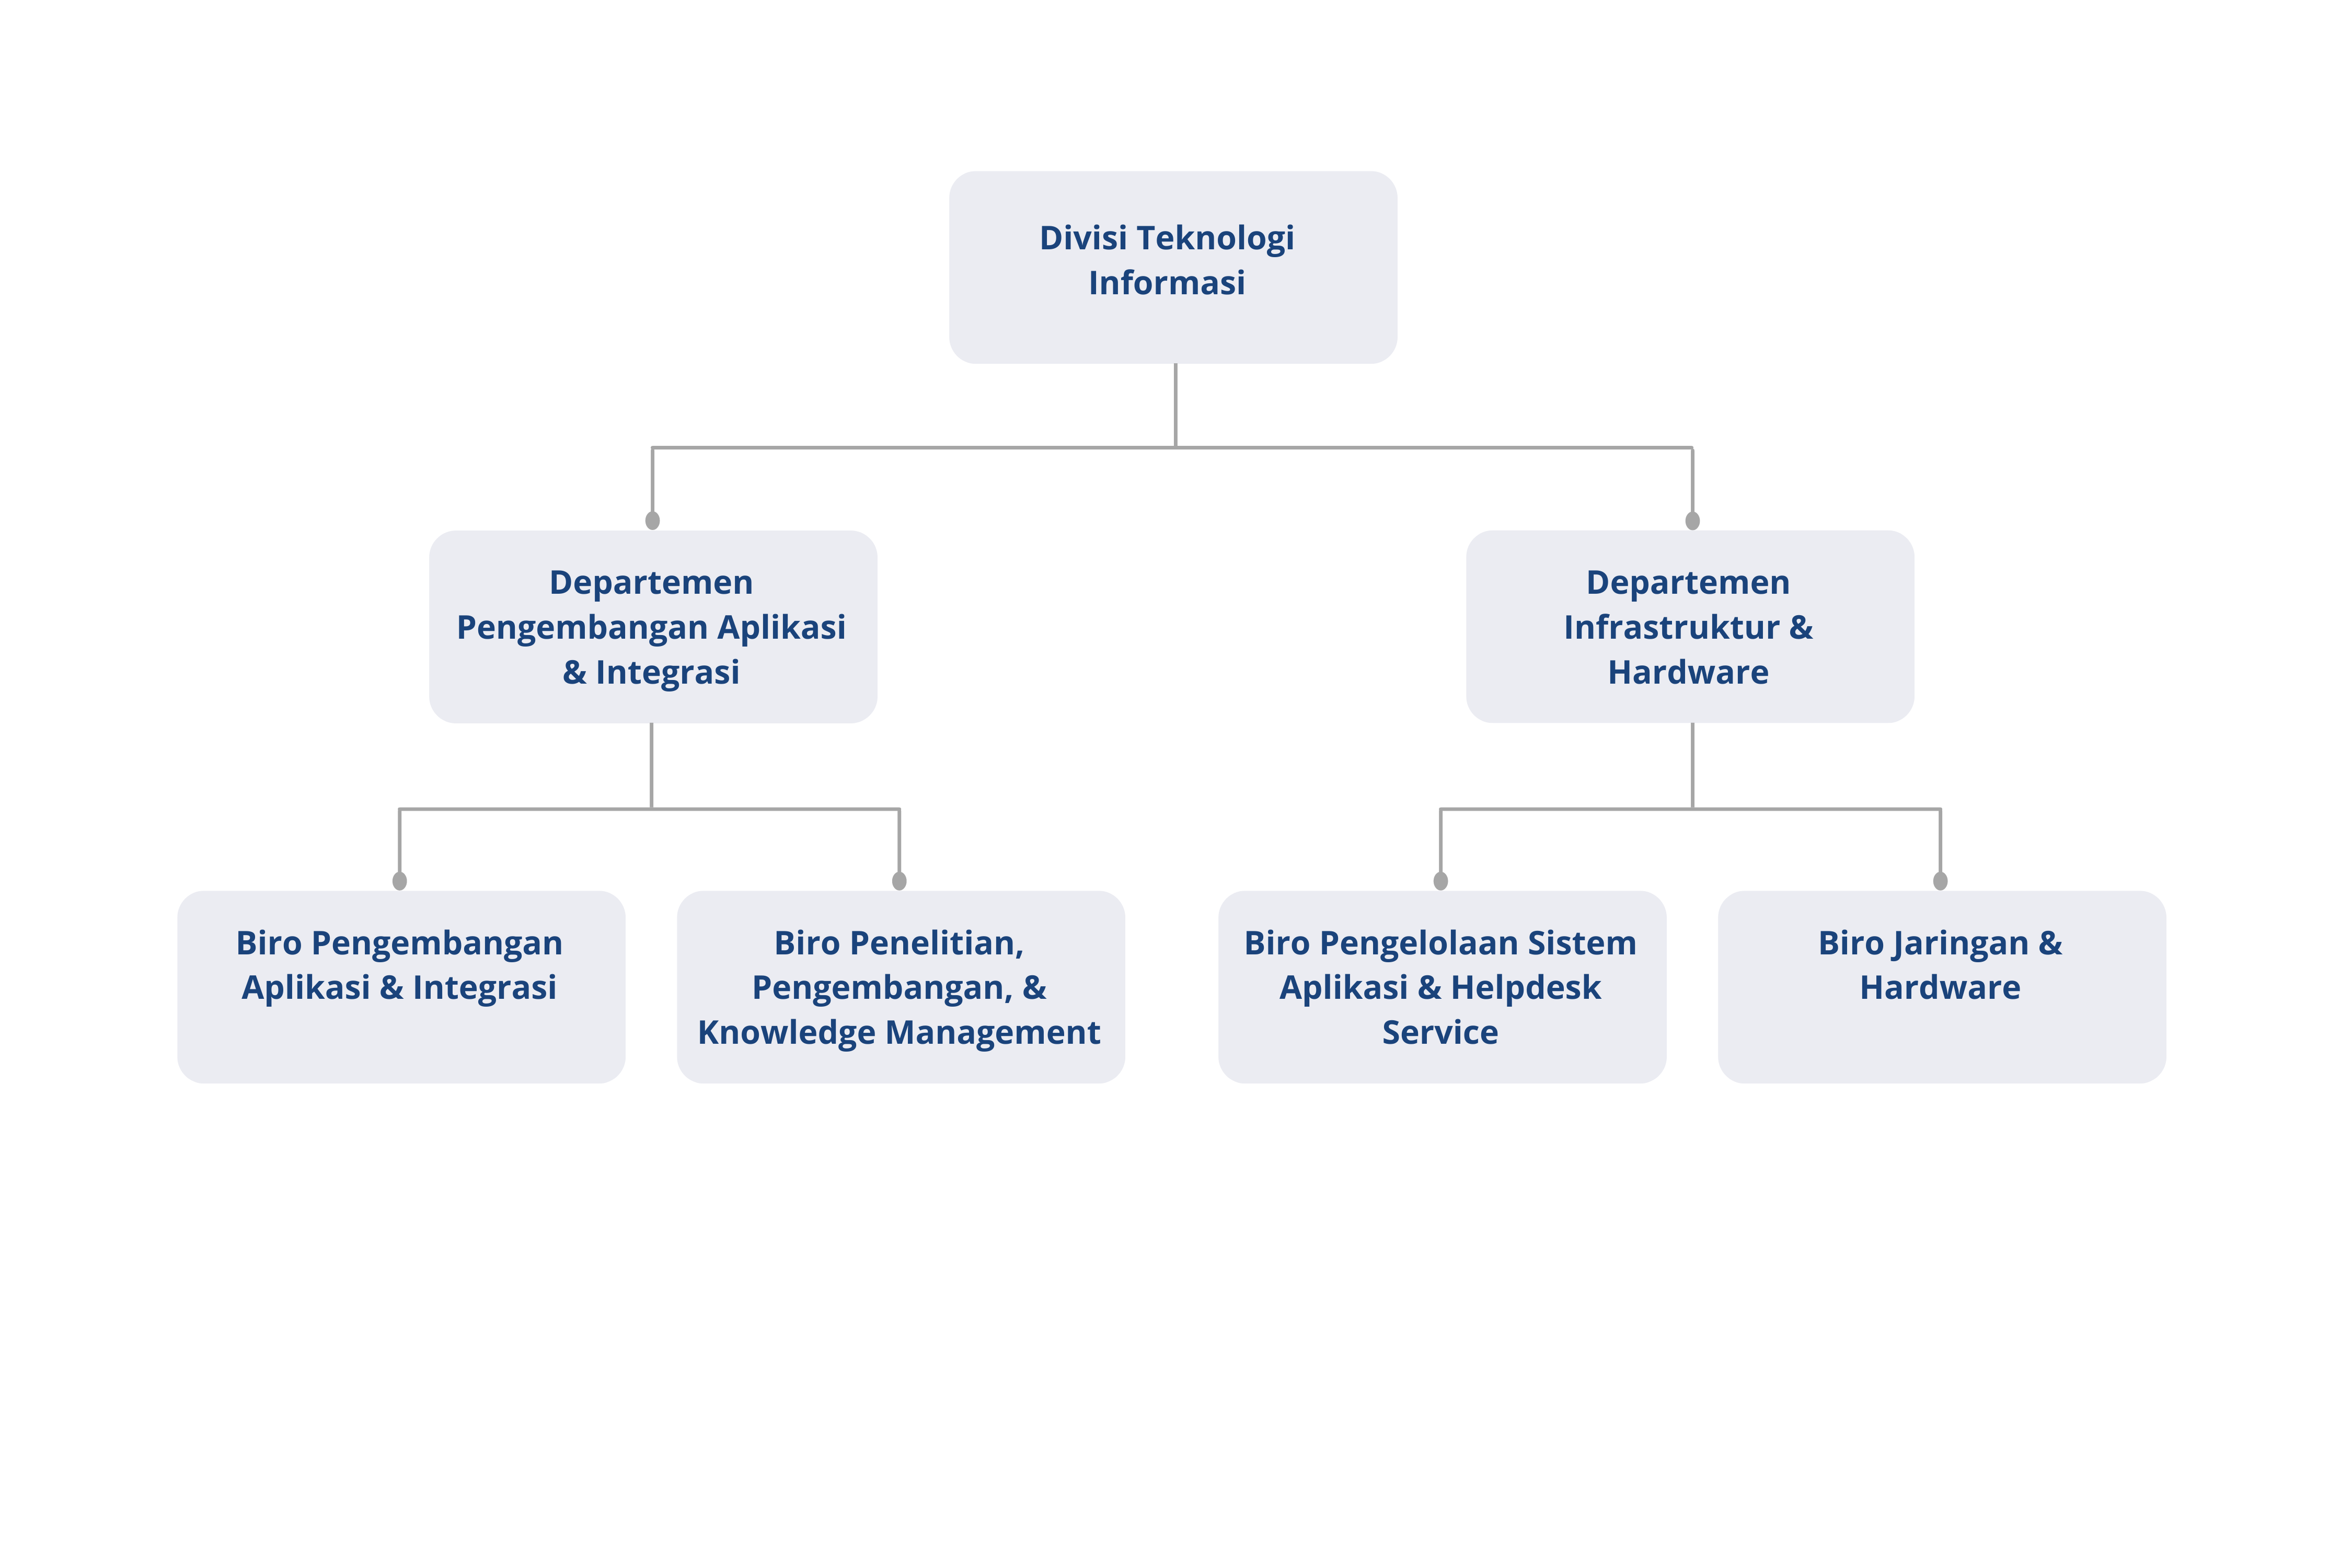 Divisi Teknologi
Informasi
Departemen
Pengembangan Aplikasi
& Integrasi
Departemen
Infrastruktur &
Hardware
Biro Pengembangan
Aplikasi & Integrasi
Biro Penelitian,
Pengembangan, &
Knowledge Management
Biro Pengelolaan Sistem
Aplikasi & Helpdesk
Service
Biro Jaringan &
Hardware